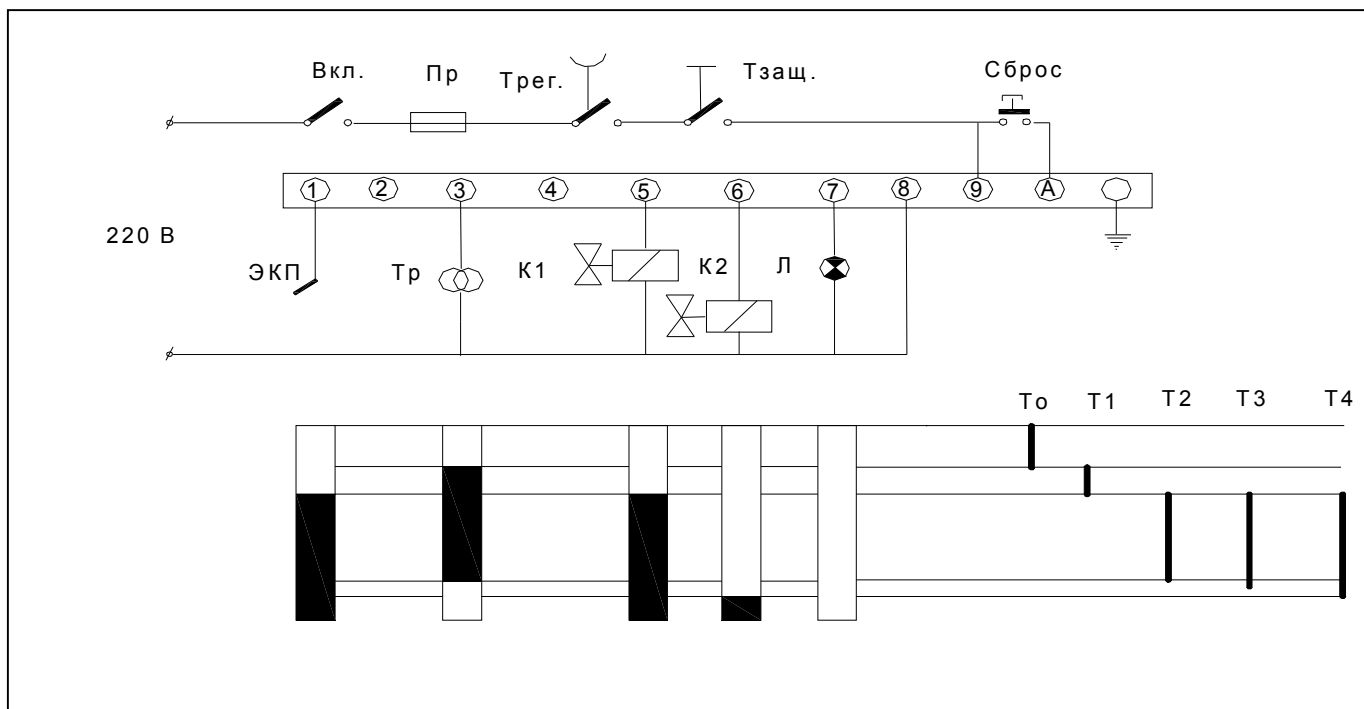 Вкл.
Пр
Трег.
Тзащ.
Сброс
1 2 3 4 5 6 7 8 9 A
220 В
ЭКП
Тр
К1
К2
Л
То Т1 Т2 Т3 Т4